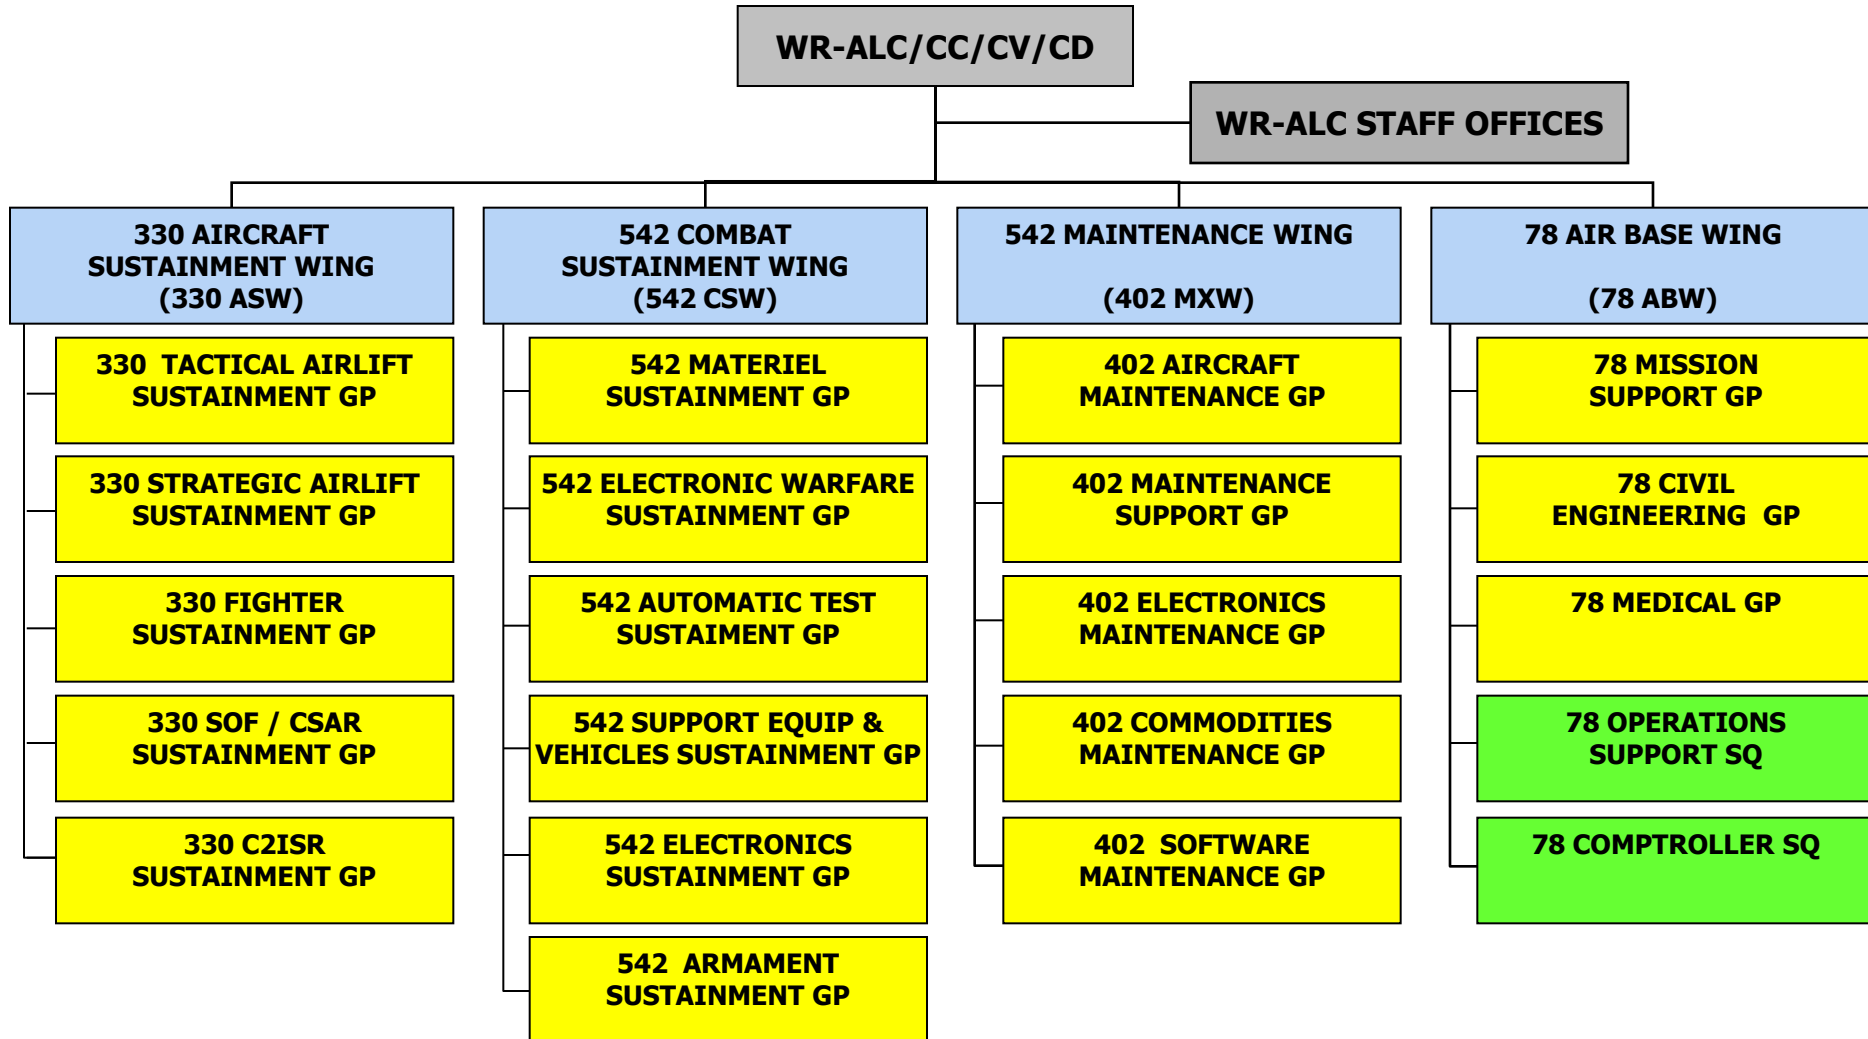 WR-ALC/CC/CV/CD
WR-ALC STAFF OFFICES
330 AIRCRAFT
SUSTAINMENT WING
(330 ASW)
330 TACTICAL AIRLIFT
SUSTAINMENT GP
330 STRATEGIC AIRLIFT
SUSTAINMENT GP
330 FIGHTER
SUSTAINMENT GP
330 SOF / CSAR
SUSTAINMENT GP
330 C2ISR
SUSTAINMENT GP
542 COMBAT
SUSTAINMENT WING
(542 CSW)
542 MATERIEL
SUSTAINMENT GP
542 ELECTRONIC WARFARE
SUSTAINMENT GP
542 AUTOMATIC TEST
SUSTAIMENT GP
542 SUPPORT EQUIP &
VEHICLES SUSTAINMENT GP
542 ELECTRONICS
SUSTAINMENT GP
542 ARMAMENT
SUSTAINMENT GP
542 MAINTENANCE WING
(402 MXW)
402 AIRCRAFT
MAINTENANCE GP
402 MAINTENANCE
SUPPORT GP
402 ELECTRONICS
MAINTENANCE GP
402 COMMODITIES
MAINTENANCE GP
402 SOFTWARE
MAINTENANCE GP
78 AIR BASE WING
(78 ABW)
78 MISSION
SUPPORT GP
78 CIVIL
ENGINEERING GP
78 MEDICAL GP
78 OPERATIONS
SUPPORT SQ
78 COMPTROLLER SQ